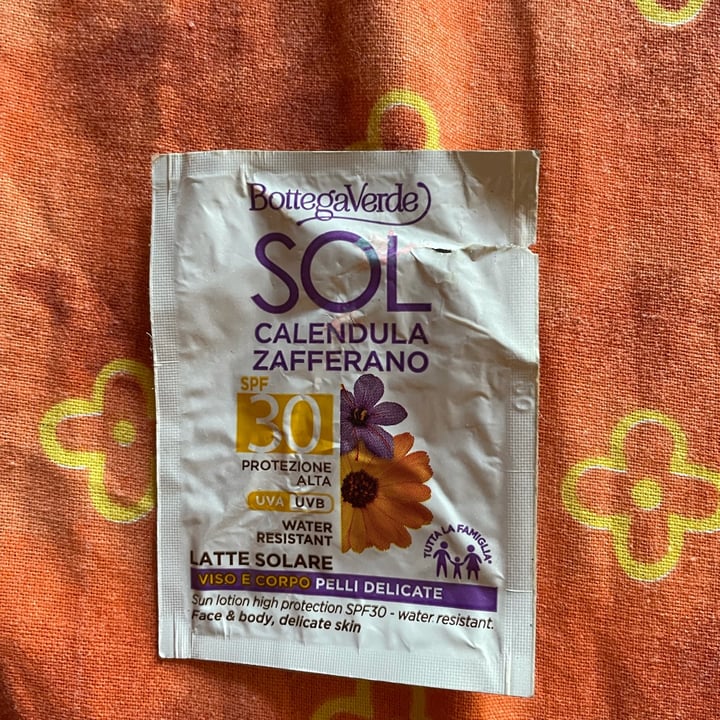 BottegaVerde
SOL
CALENDULA
ZAFFERANO
SPF
30
PROTEZIONE
ALTA
UVA UVB
WATER
RESISTANT
TUTTA LA FAMIGLIA*
LATTE SOLARE
VISO E CORPO PELLI DELICATE
Sun lotion high protection SPF30 - water resistant.
Face & body, delicate skin